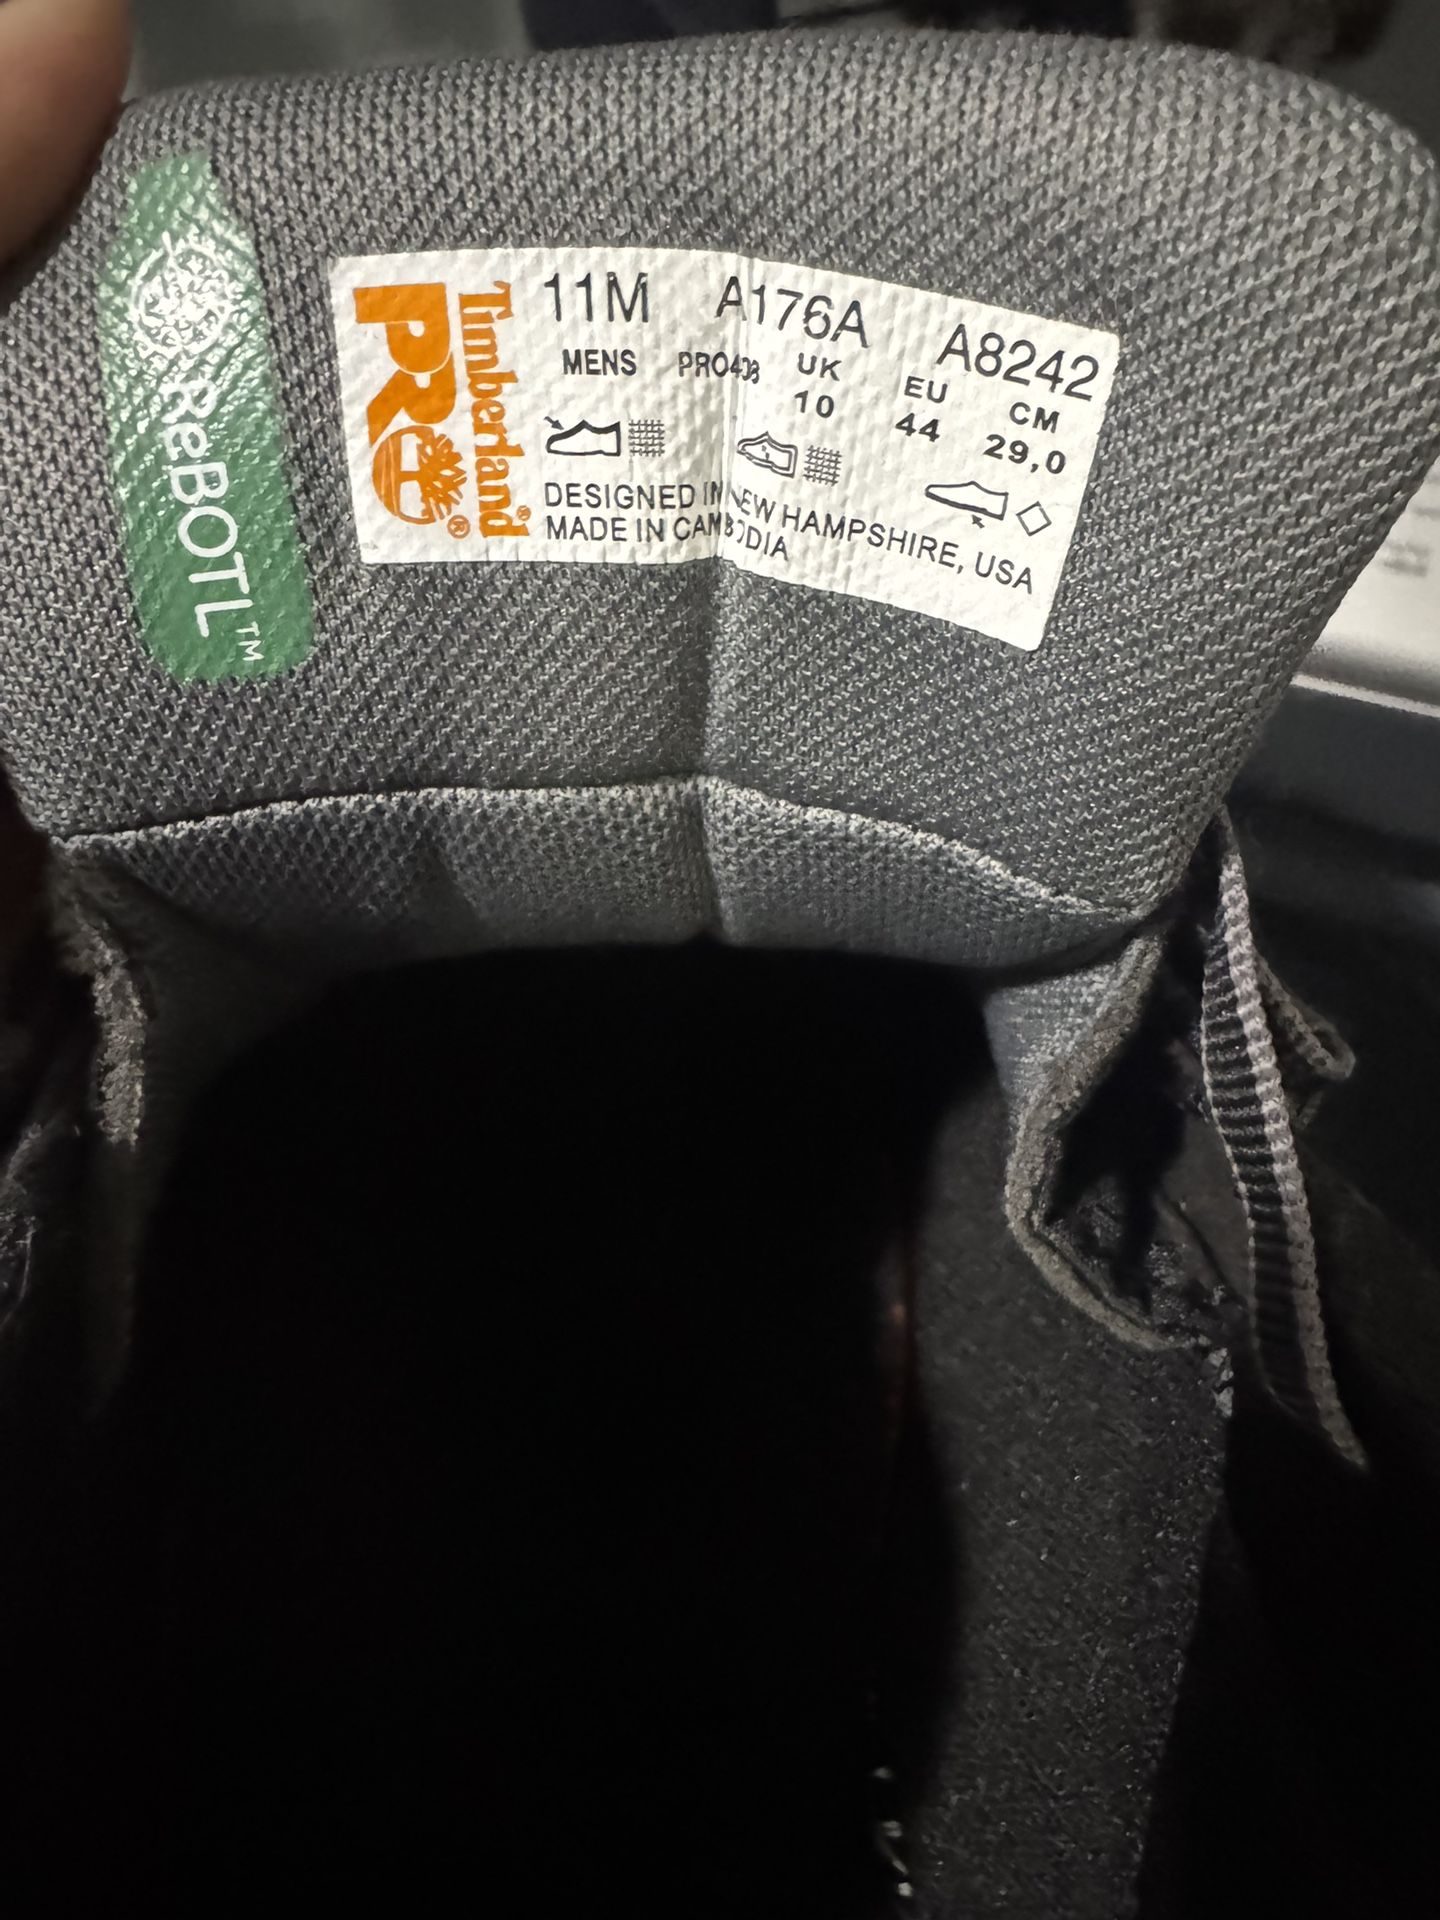 ReBOTL™
Timberland®
PRO®
11M A176A A8242
MENS UK EU CM
10 44 29,0
DESIGNED IN NEW HAMPSHIRE, USA
MADE IN CAMBODIA